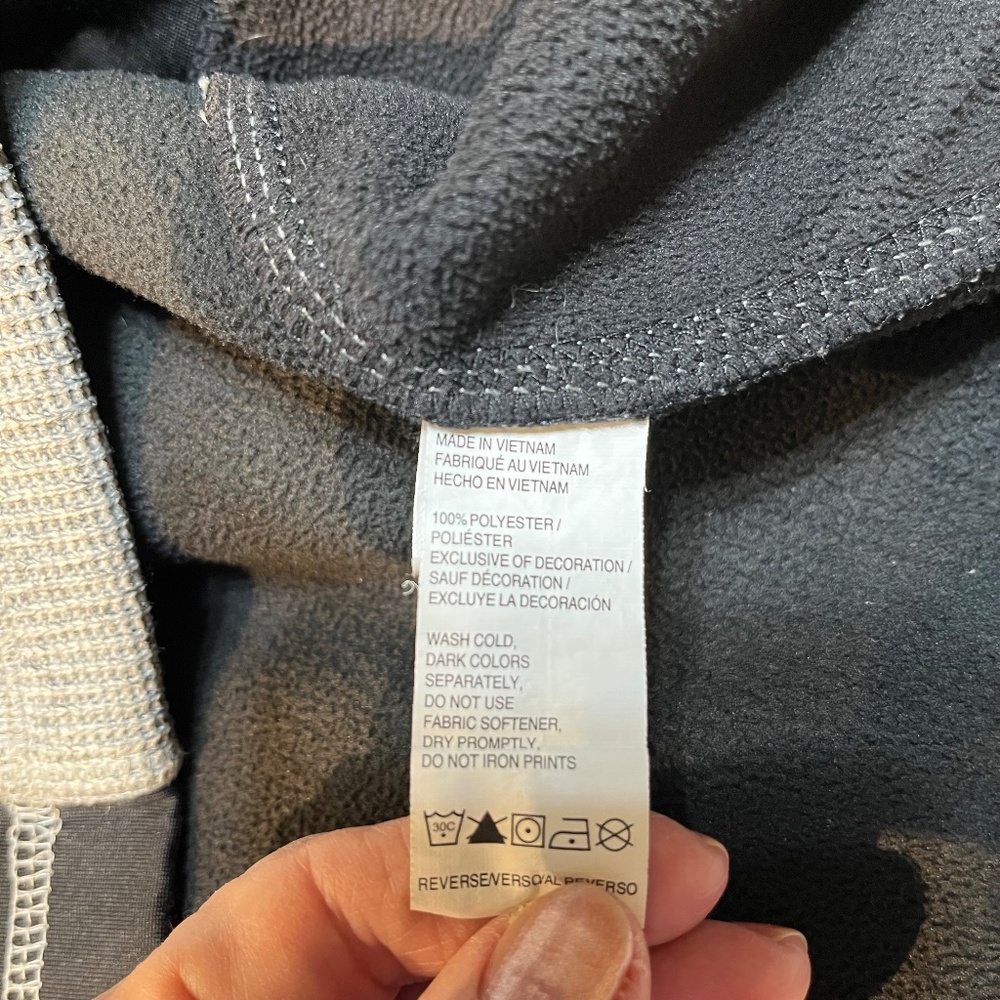 MADE IN VIETNAM
FABRIQUÉ AU VIETNAM
HECHO EN VIETNAM
100% POLYESTER /
POLIÉSTER
EXCLUSIVE OF DECORATION /
SAUF DÉCORATION /
EXCLUYE LA DECORACIÓN
WASH COLD,
DARK COLORS
SEPARATELY,
DO NOT USE
FABRIC SOFTENER,
DRY PROMPTLY,
DO NOT IRON PRINTS
30C
REVERSE/VERSO/AL REVERSO